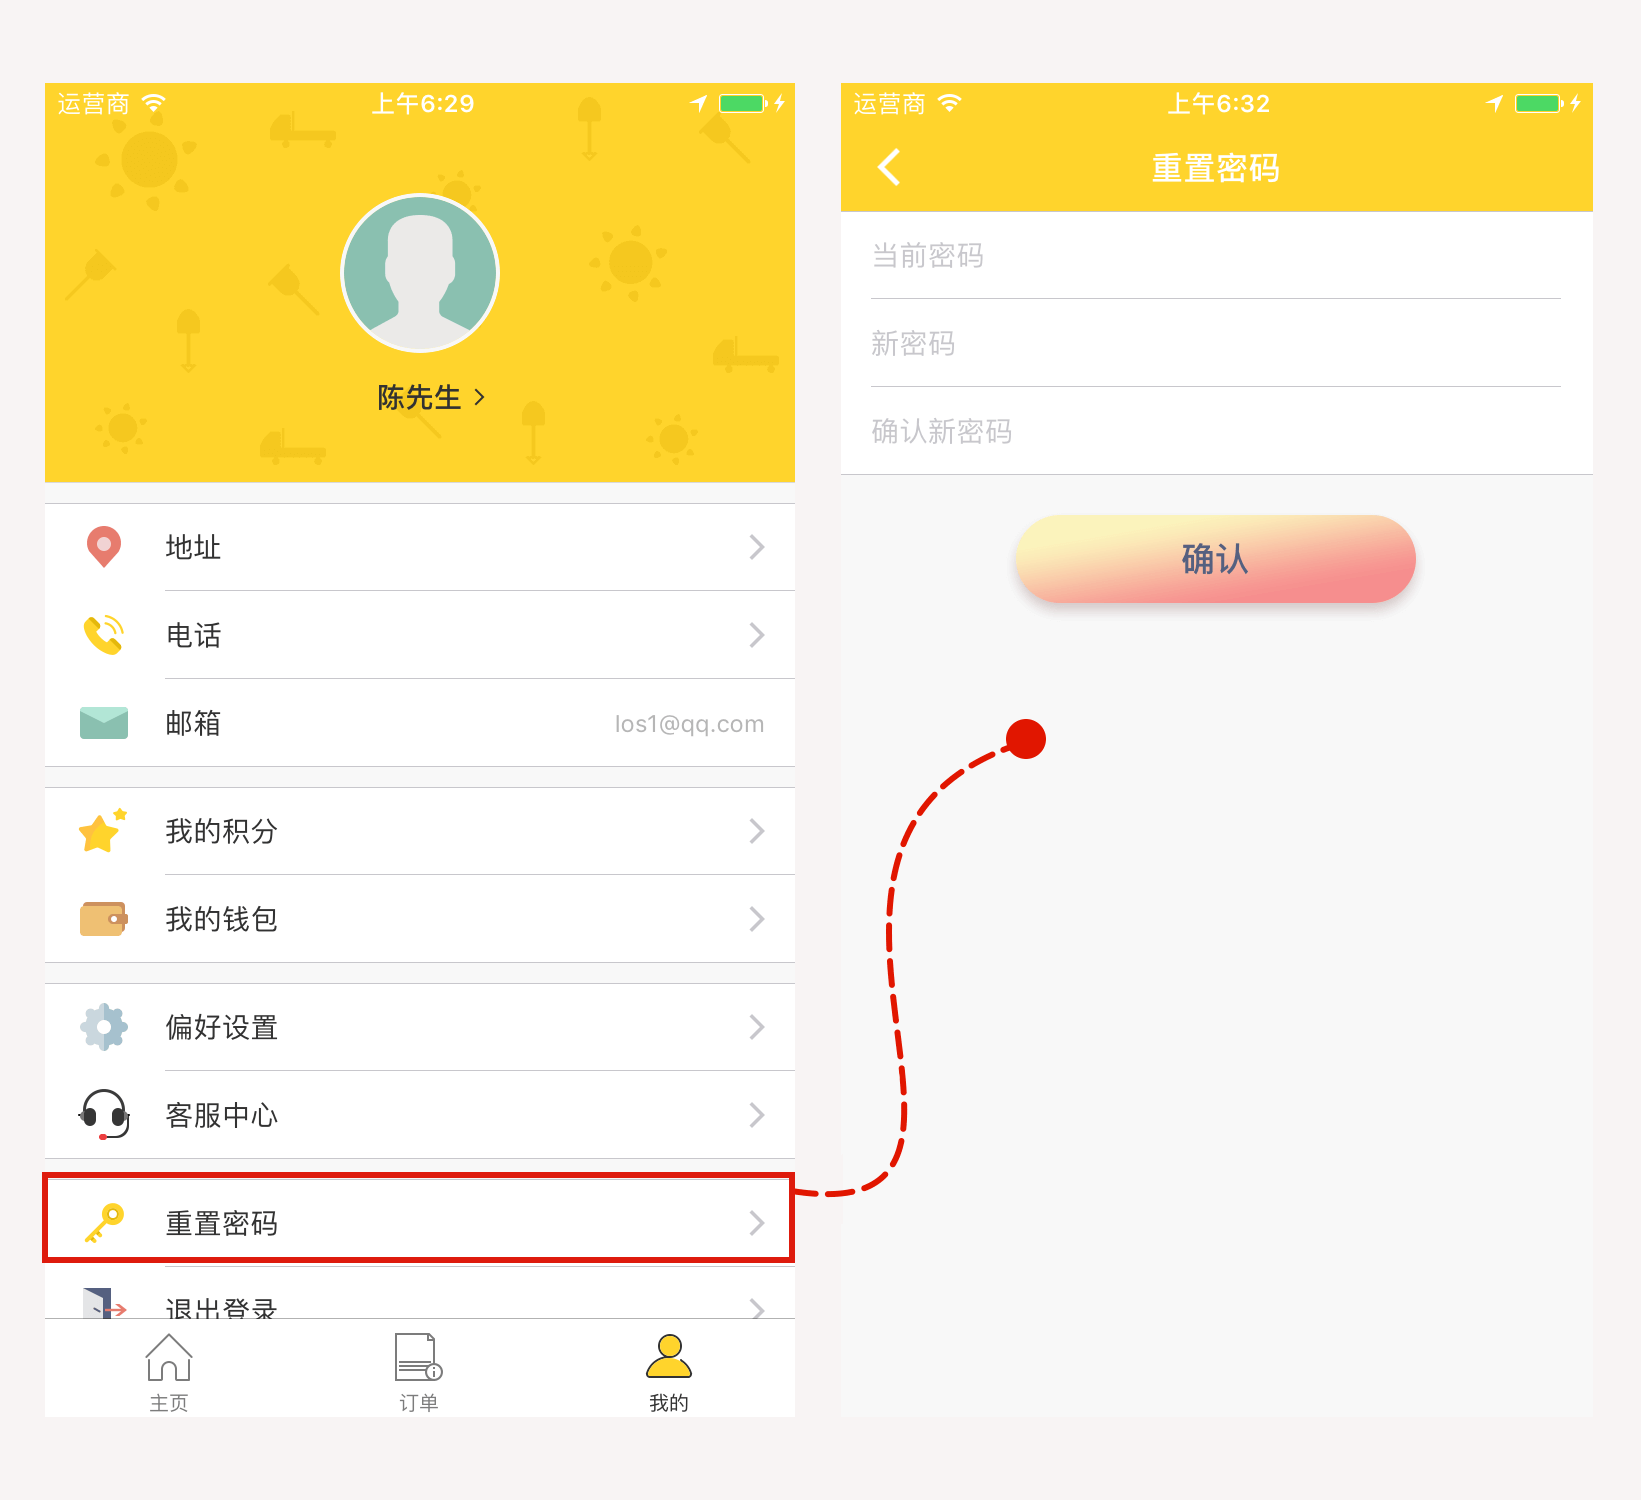 运营商
上午6:29
陈先生
地址
电话
邮箱
los1@qq.com
我的积分
我的钱包
偏好设置
客服中心
重置密码
退出登录
主页
订单
我的
运营商
上午6:32
重置密码
当前密码
新密码
确认新密码
确认